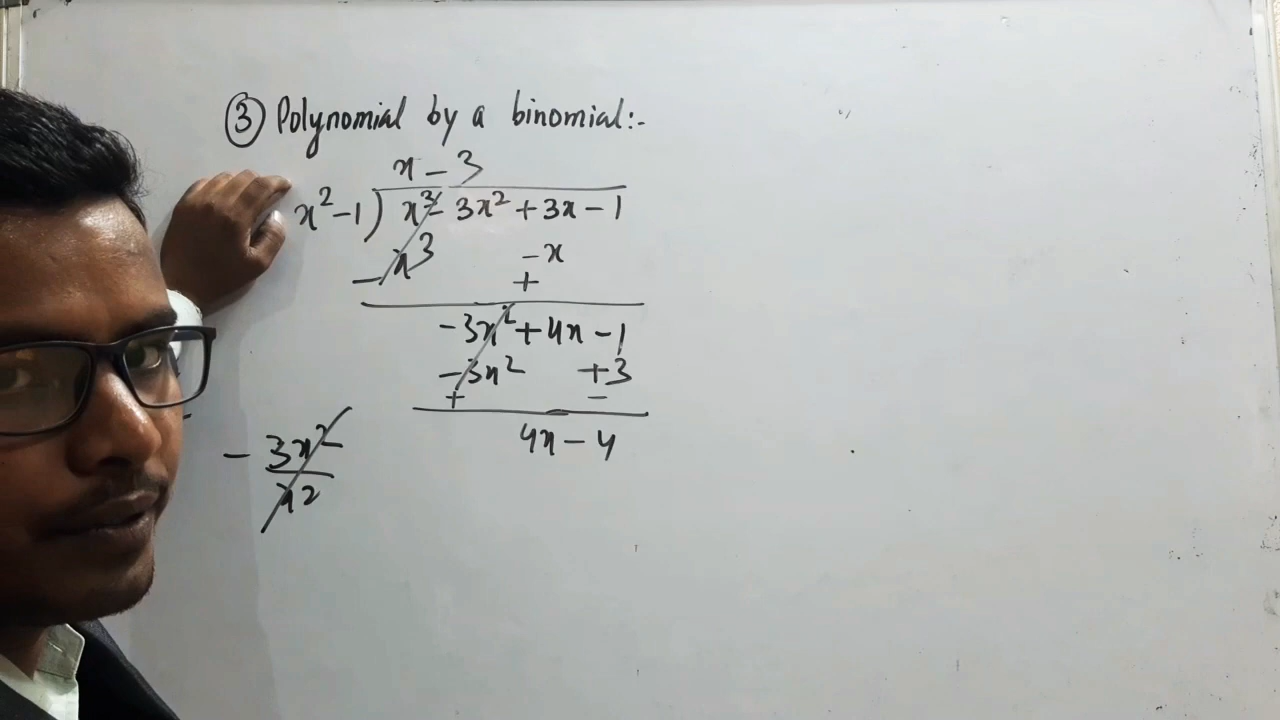 ③ Polynomial by a binomial:-
x - 3
x² - 1 ) x³ - 3x² + 3x - 1
x³ - x
- +
-3x² + 4x - 1
-3x² + 3
+ -
4x - 4
- 3x²
x²